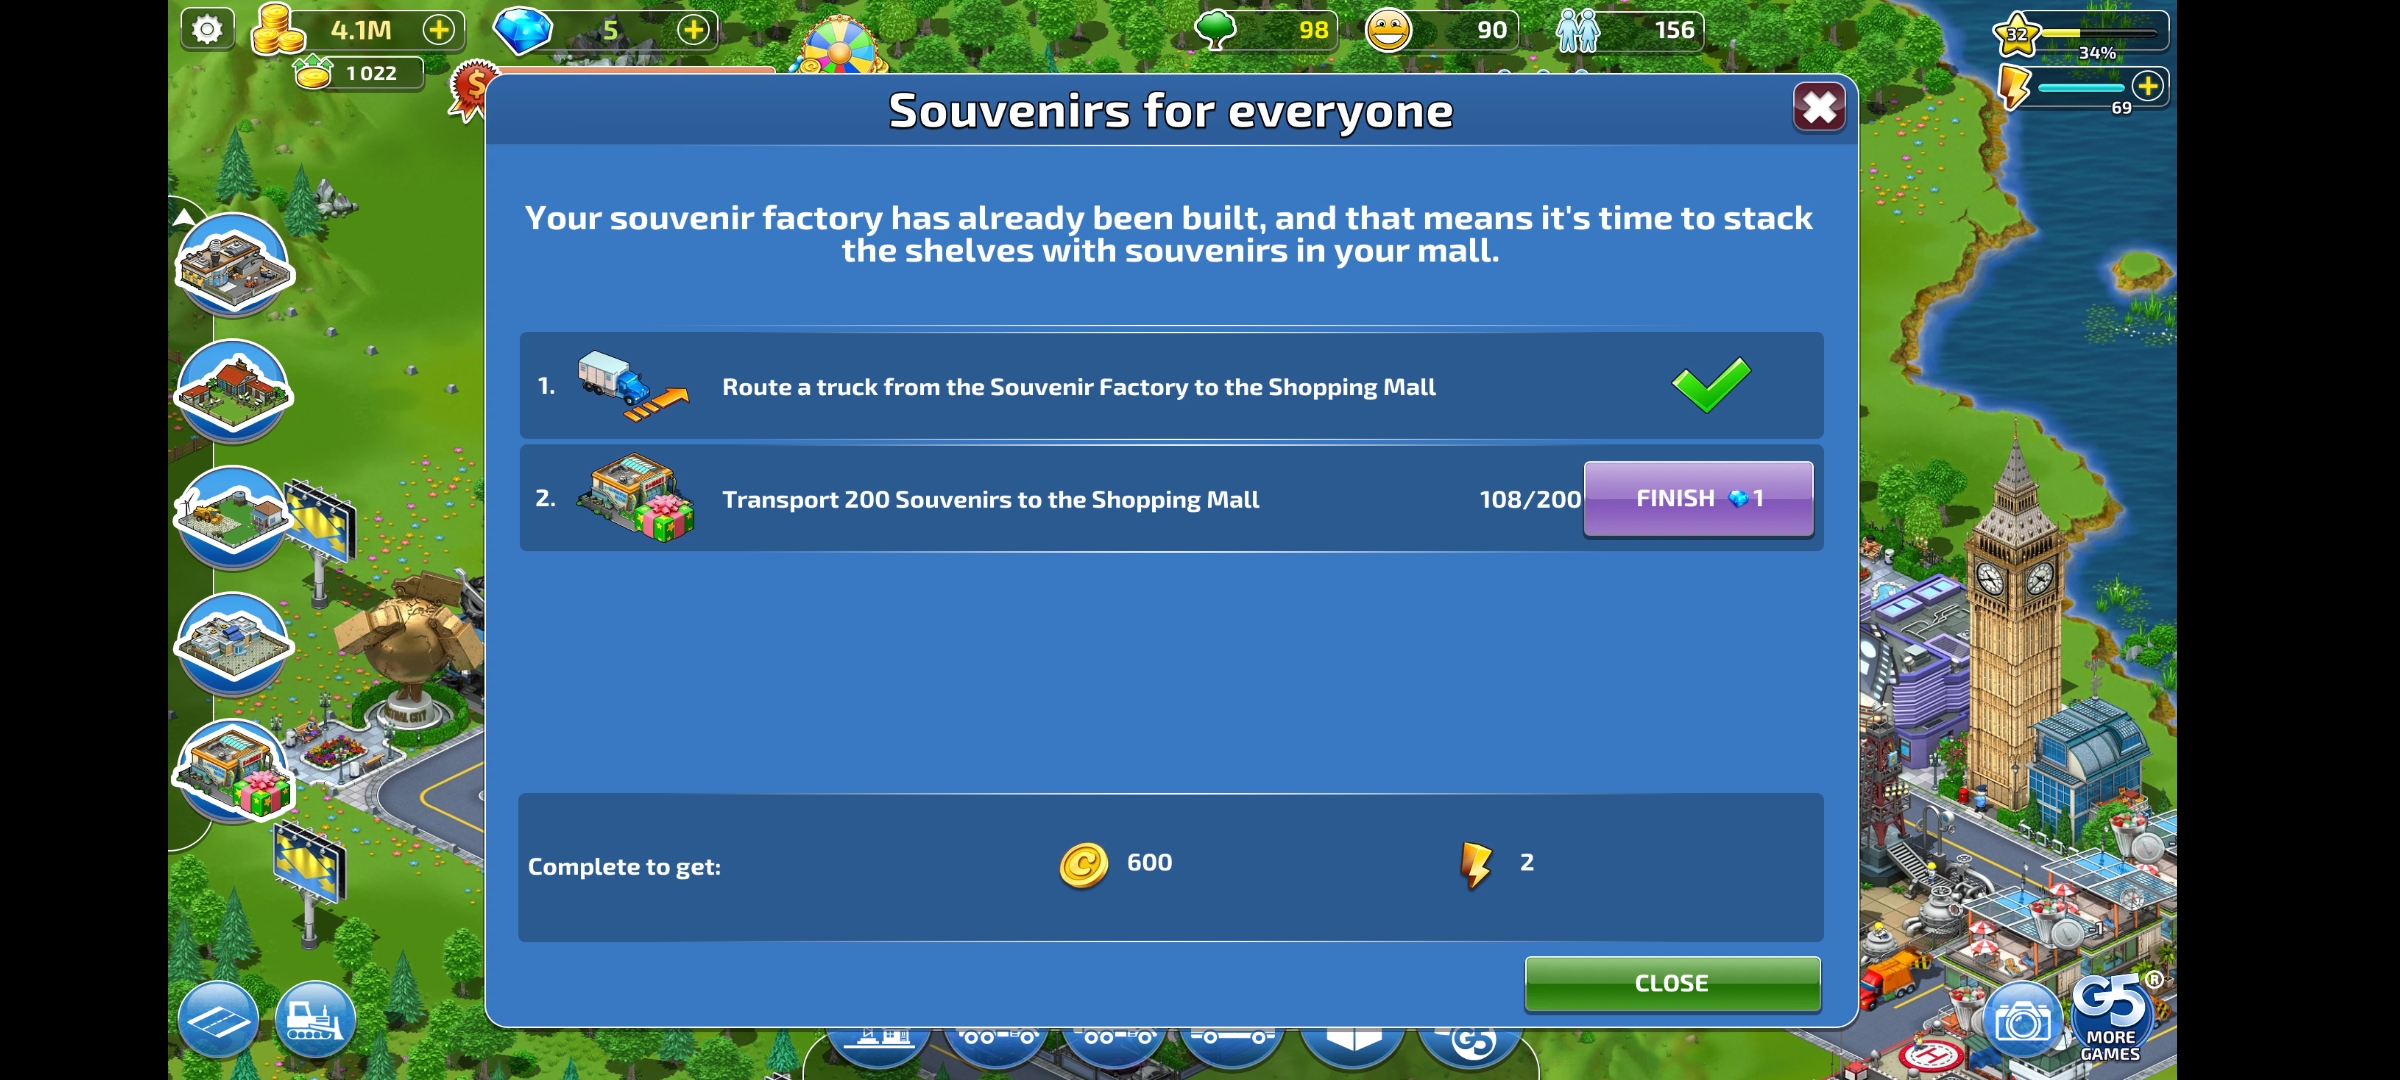 4.1M
5
98
90
156
32
34%
1 022
69
Souvenirs for everyone
Your souvenir factory has already been built, and that means it's time to stack
the shelves with souvenirs in your mall.
1. Route a truck from the Souvenir Factory to the Shopping Mall
2. Transport 200 Souvenirs to the Shopping Mall 108/200 FINISH 1
Complete to get: 600 2
CLOSE
G5
G5®
MORE
GAMES